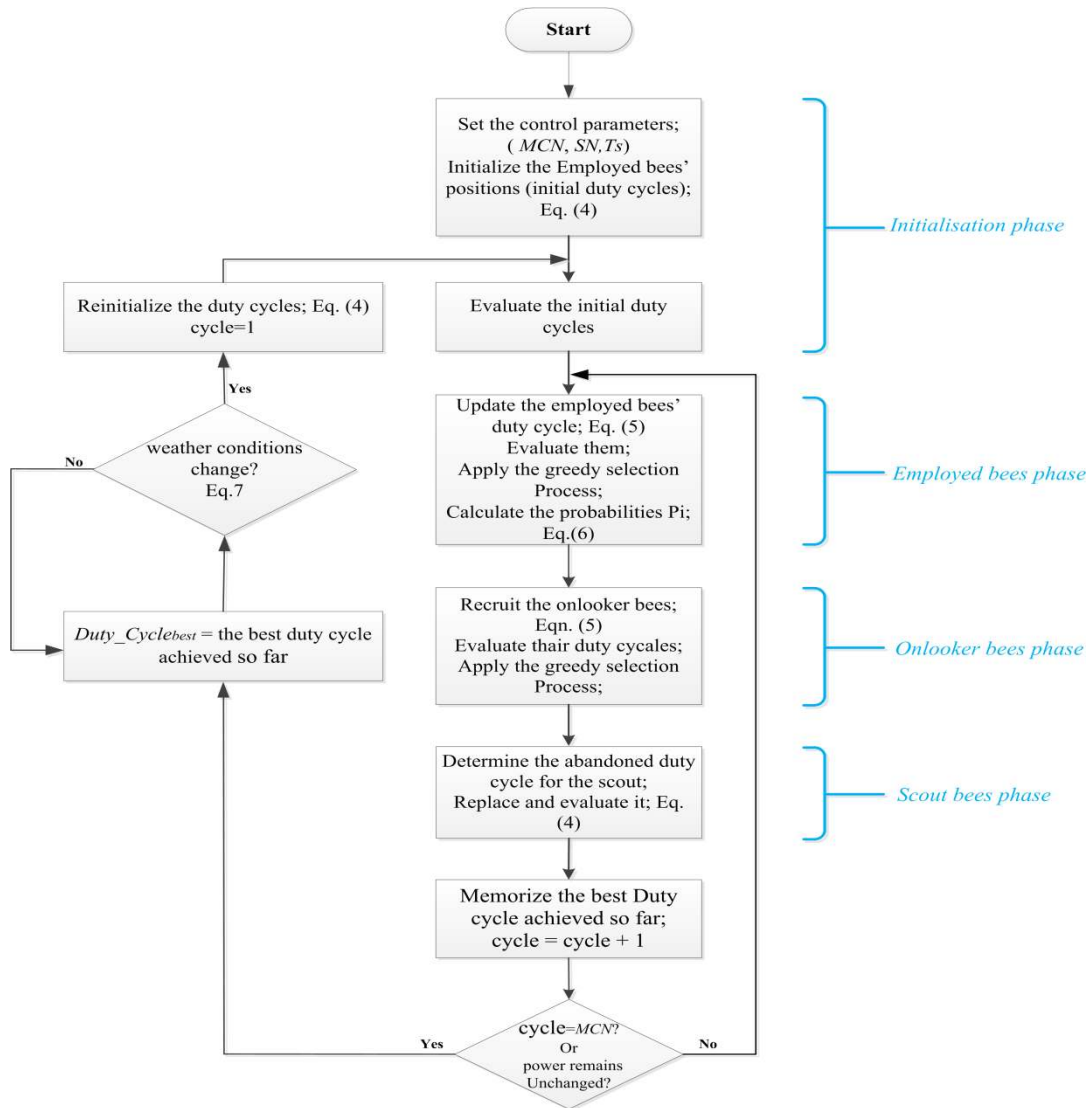 Start
Set the control parameters;
( MCN, SN,Ts)
Initialize the Employed bees'
positions (initial duty cycles);
Eq. (4)
Initialisation phase
Reinitialize the duty cycles; Eq. (4)
cycle=1
Evaluate the initial duty
cycles
Yes
weather conditions
change?
Eq.7
No
Update the employed bees'
duty cycle; Eq. (5)
Evaluate them;
Apply the greedy selection
Process;
Calculate the probabilities Pi;
Eq.(6)
Employed bees phase
Duty_Cyclebest = the best duty cycle
achieved so far
Recruit the onlooker bees;
Eqn. (5)
Evaluate thair duty cycales;
Apply the greedy selection
Process;
Onlooker bees phase
Determine the abandoned duty
cycle for the scout;
Replace and evaluate it; Eq.
(4)
Scout bees phase
Memorize the best Duty
cycle achieved so far;
cycle = cycle + 1
cycle=MCN?
Or
power remains
Unchanged?
Yes
No